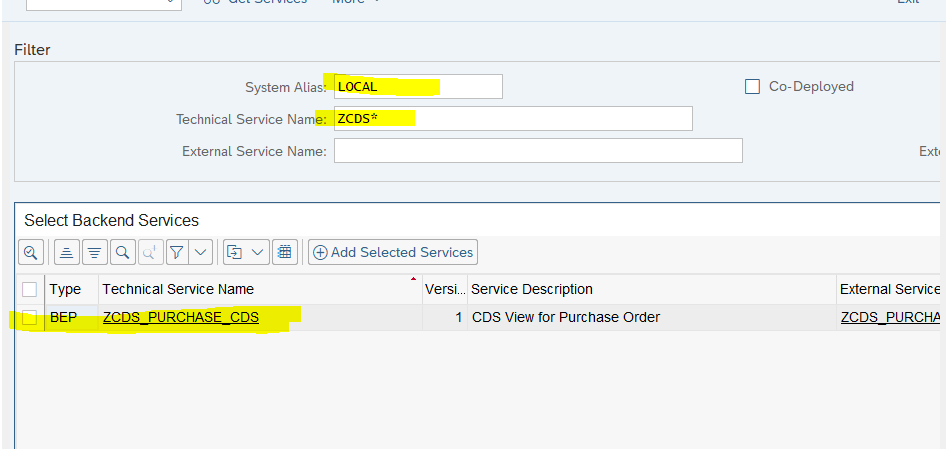 Get Services More Exit
Filter
System Alias: LOCAL Co-Deployed
Technical Service Name: ZCDS*
External Service Name: Exte
Select Backend Services
Add Selected Services
Type Technical Service Name Versi... Service Description External Service
BEP ZCDS_PURCHASE_CDS 1 CDS View for Purchase Order ZCDS_PURCHA